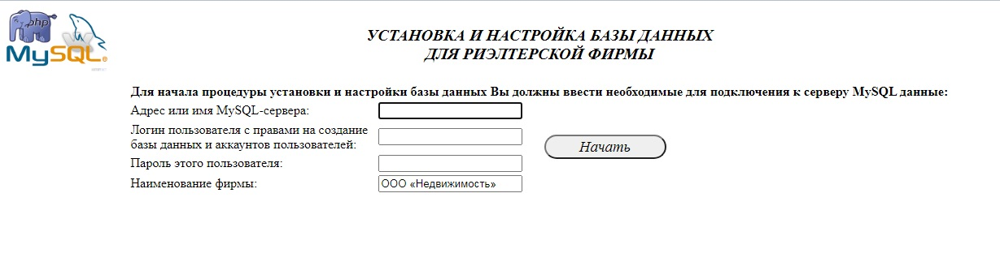 php
MySQL®
УСТАНОВКА И НАСТРОЙКА БАЗЫ ДАННЫХ
ДЛЯ РИЭЛТЕРСКОЙ ФИРМЫ
Для начала процедуры установки и настройки базы данных Вы должны ввести необходимые для подключения к серверу MySQL данные:
Адрес или имя MySQL-сервера:
Логин пользователя с правами на создание
базы данных и аккаунтов пользователей:
Начать
Пароль этого пользователя:
Наименование фирмы:
ООО «Недвижимость»